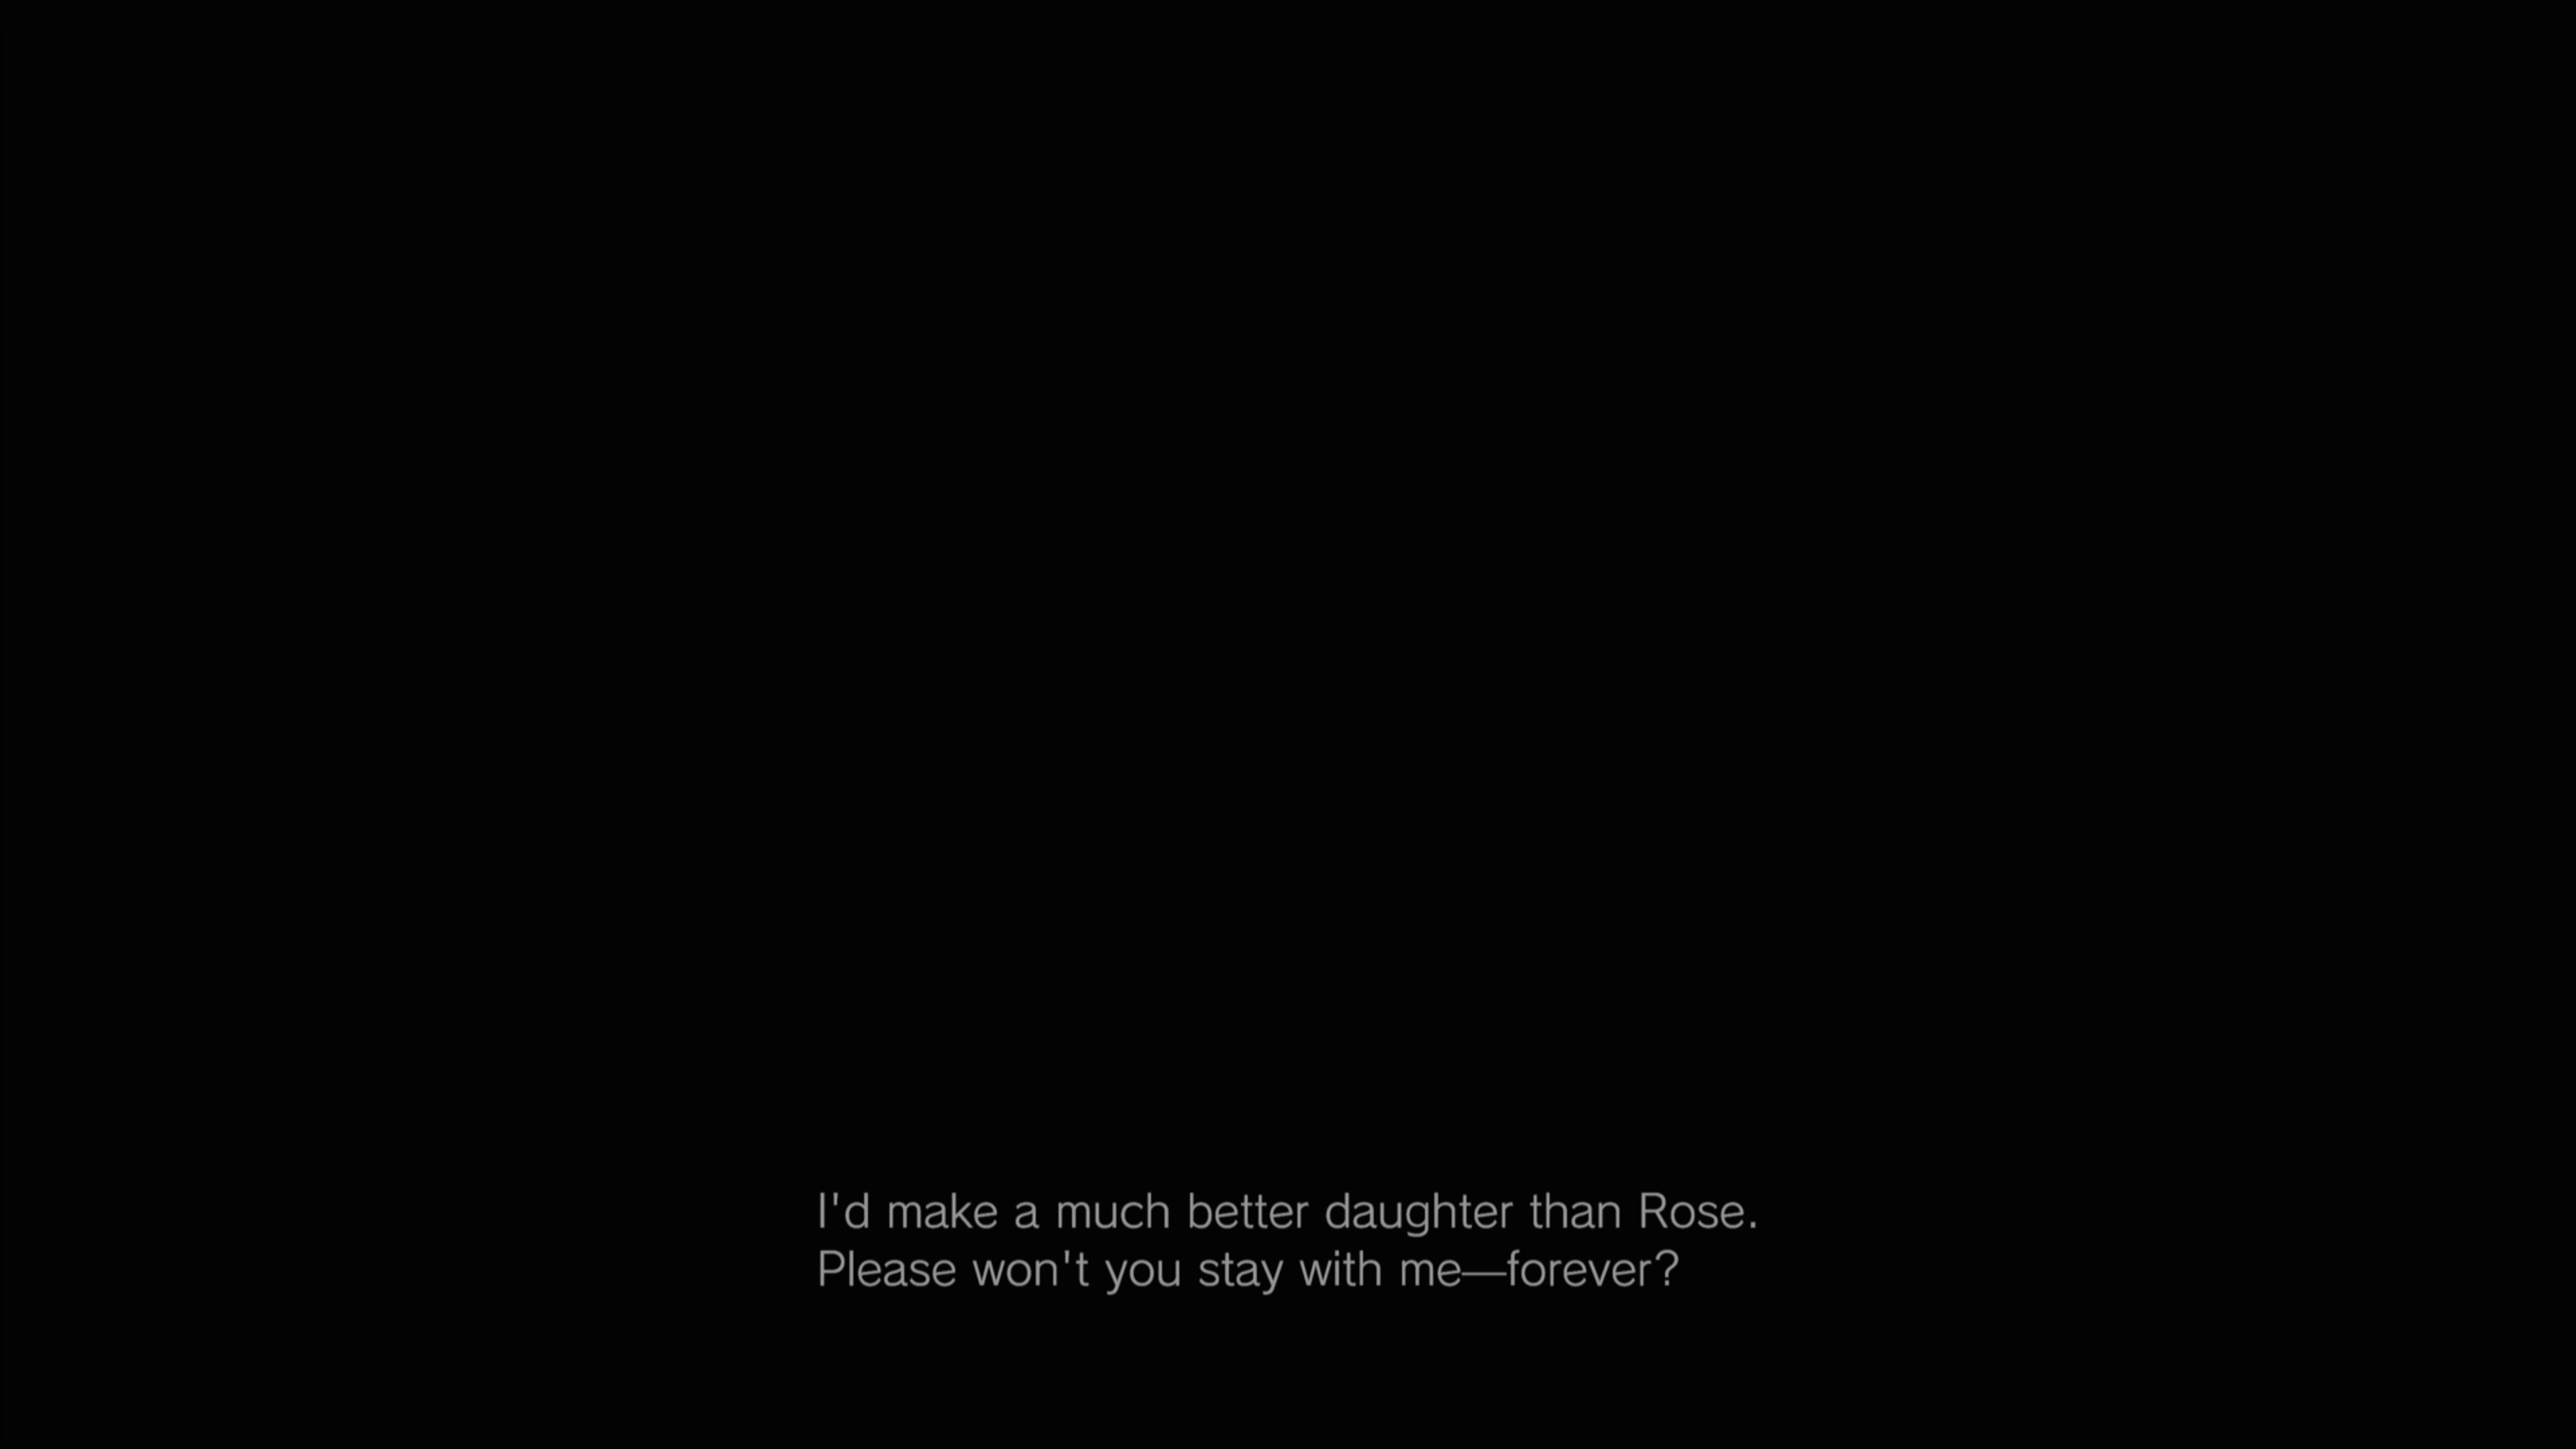 I'd make a much better daughter than Rose.
Please won't you stay with me—forever?